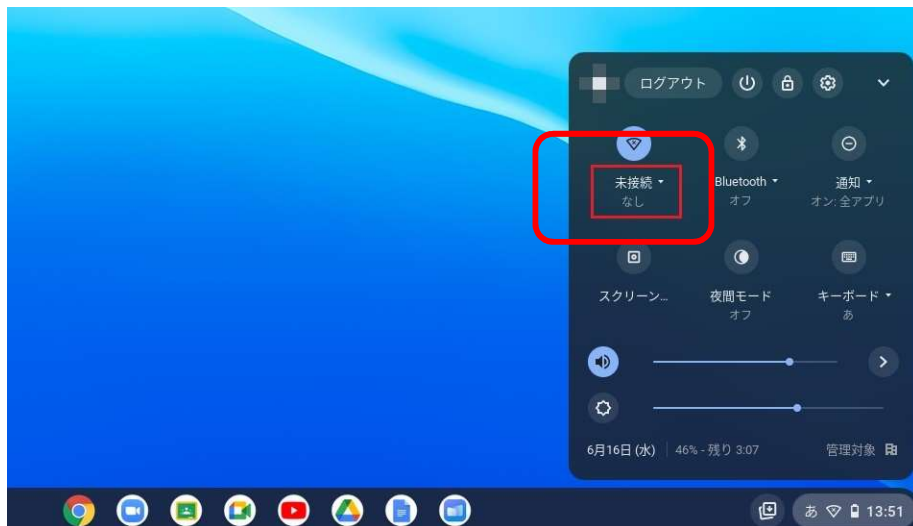 ログアウト
未接続
なし
Bluetooth
オフ
通知
オン: 全アプリ
スクリーン...
夜間モード
オフ
キーボード
あ
6月16日 (水) 46% - 残り 3:07 管理対象
あ 13:51